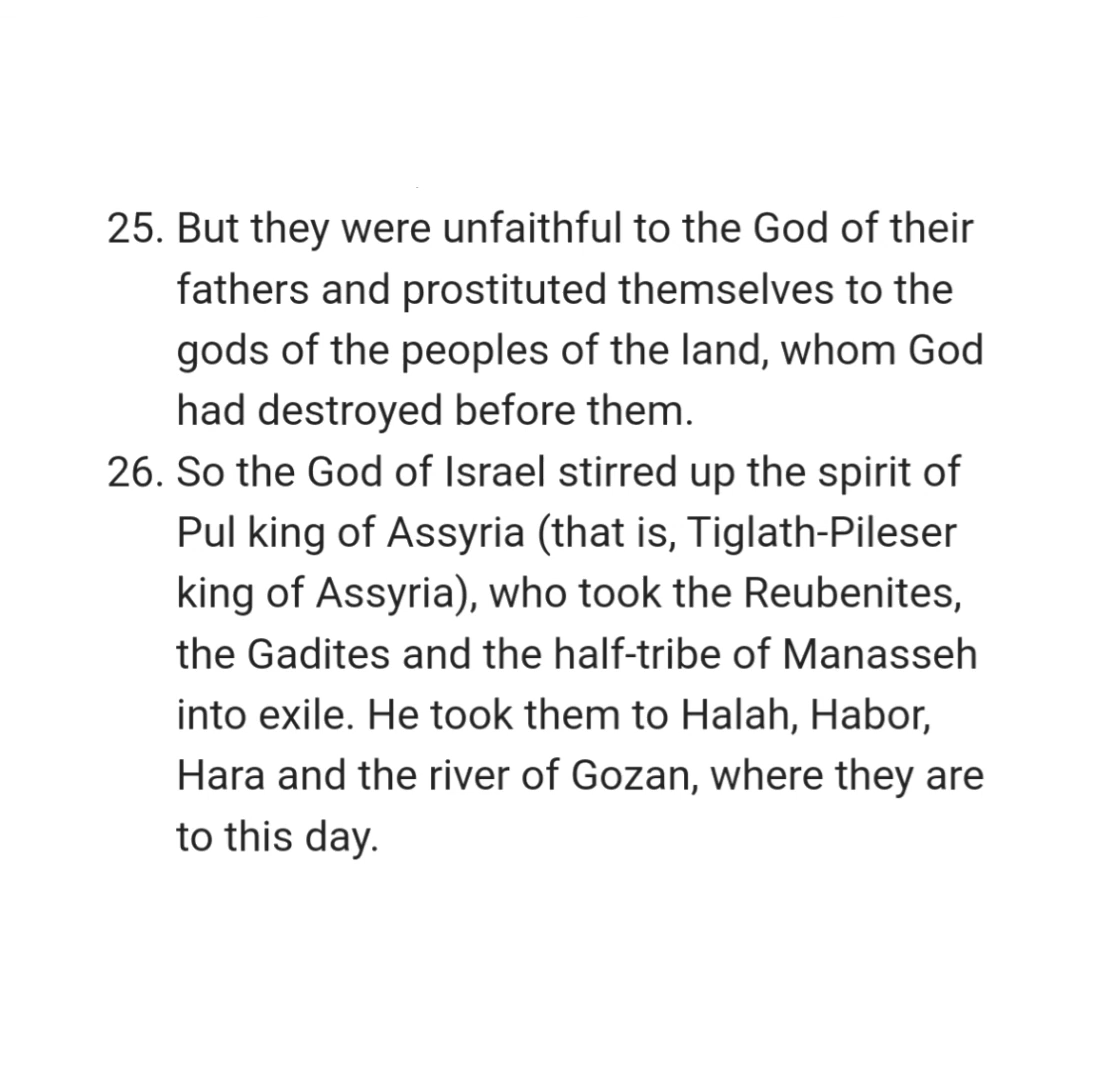 25. But they were unfaithful to the God of their
fathers and prostituted themselves to the
gods of the peoples of the land, whom God
had destroyed before them.
26. So the God of Israel stirred up the spirit of
Pul king of Assyria (that is, Tiglath-Pileser
king of Assyria), who took the Reubenites,
the Gadites and the half-tribe of Manasseh
into exile. He took them to Halah, Habor,
Hara and the river of Gozan, where they are
to this day.